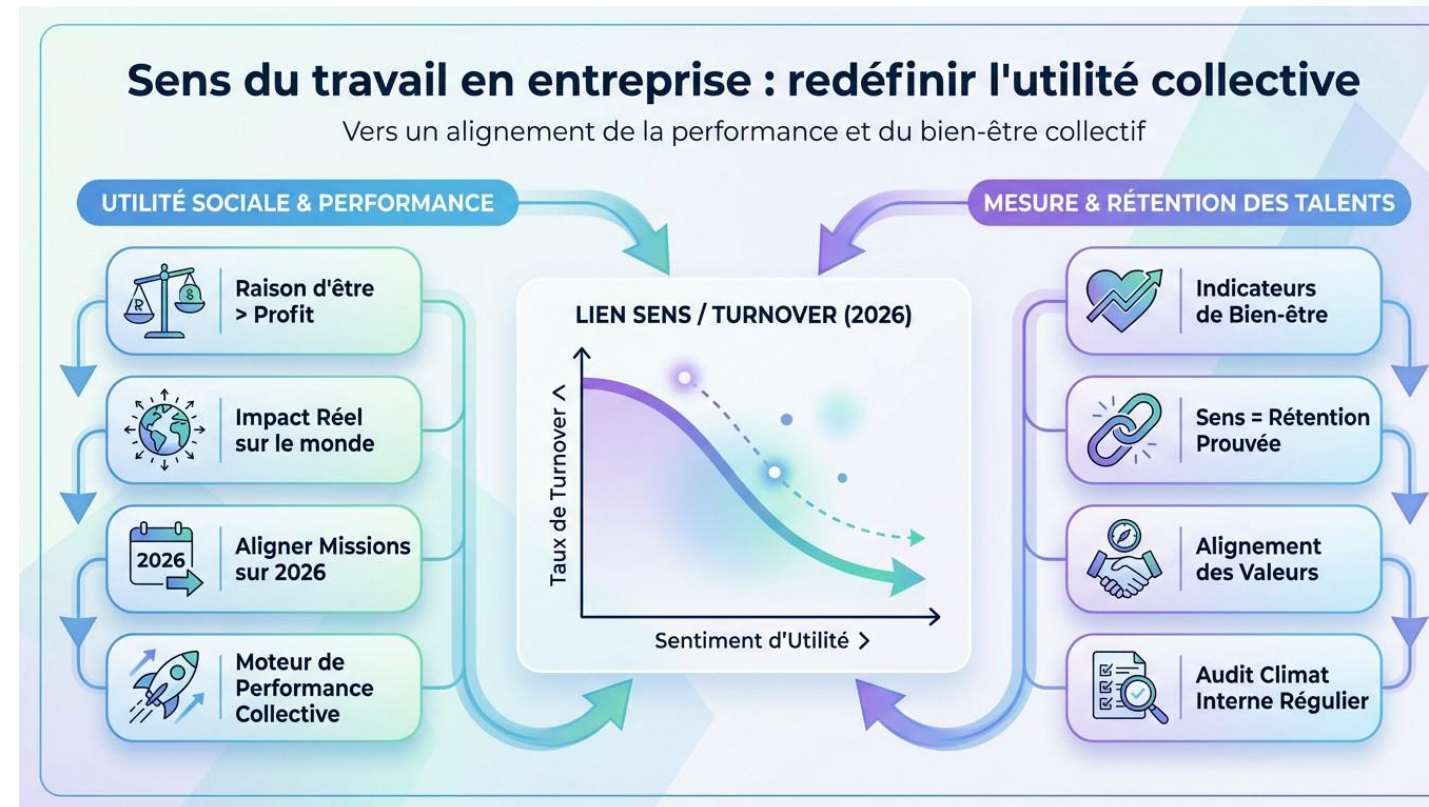 Sens du travail en entreprise : redéfinir l'utilité collective
Vers un alignement de la performance et du bien-être collectif
UTILITÉ SOCIALE & PERFORMANCE
Raison d'être
> Profit
Impact Réel
sur le monde
2026
Aligner Missions
sur 2026
Moteur de
Performance
Collective
LIEN SENS / TURNOVER (2026)
Taux de Turnover >
Sentiment d'Utilité >
MESURE & RÉTENTION DES TALENTS
Indicateurs
de Bien-être
Sens = Rétention
Prouvée
Alignement
des Valeurs
Audit Climat
Interne Régulier